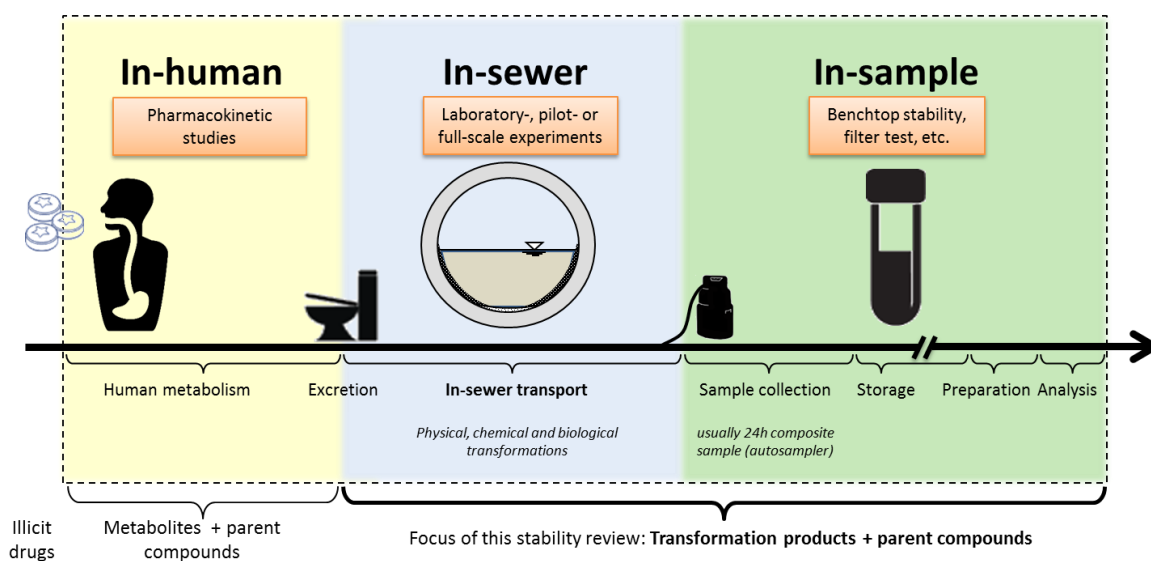 In-human
In-sewer
In-sample
Pharmacokinetic
studies
Laboratory-, pilot- or
full-scale experiments
Benchtop stability,
filter test, etc.
Human metabolism
Excretion
In-sewer transport
Sample collection
Storage
Preparation
Analysis
Physical, chemical and biological
transformations
usually 24h composite
sample (autosampler)
Illicit
drugs
Metabolites + parent
compounds
Focus of this stability review: Transformation products + parent compounds